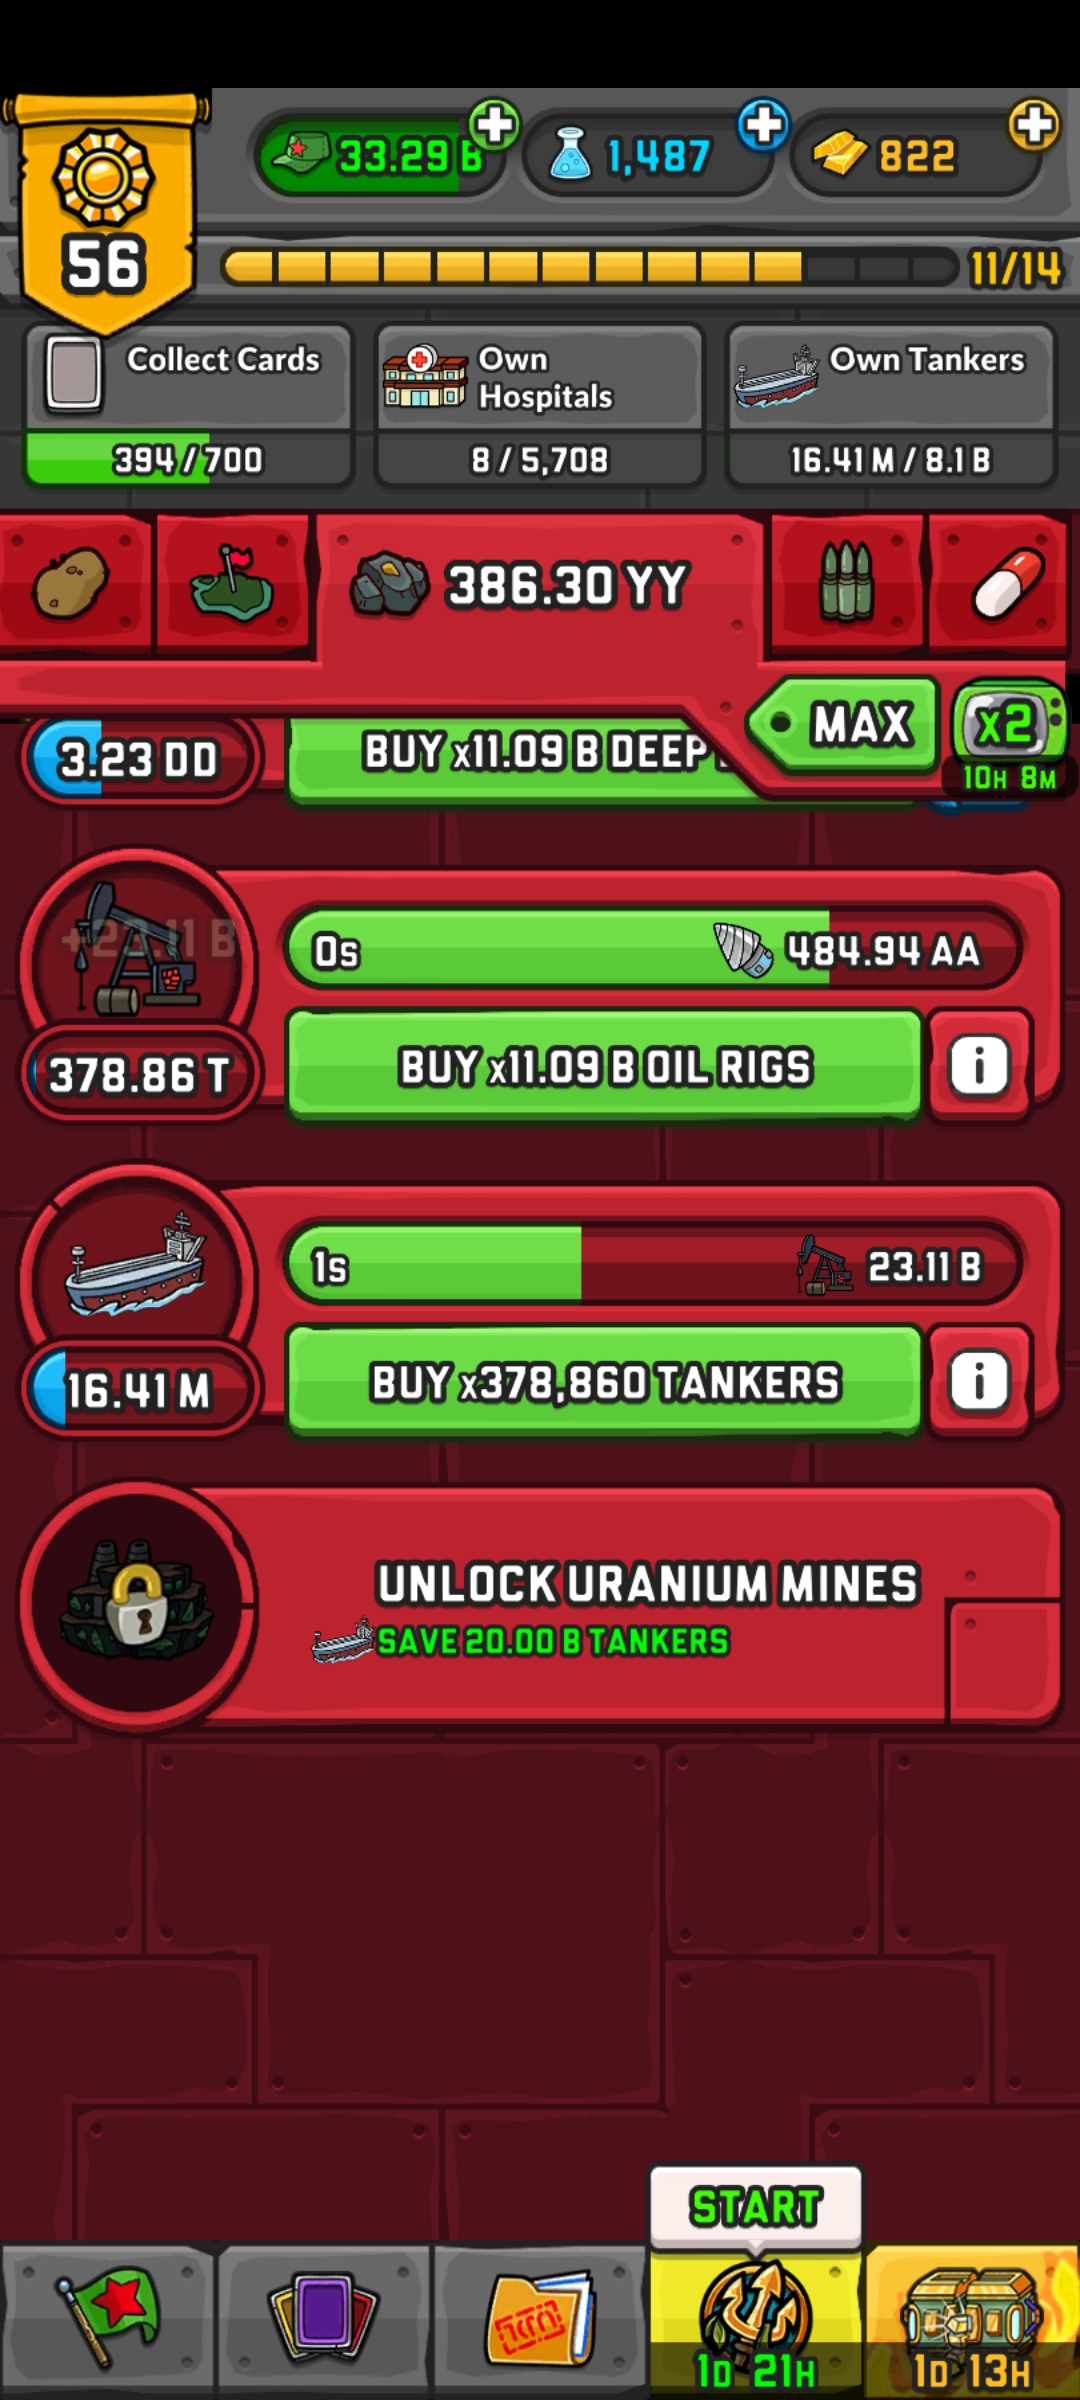 33.29 B
1,487
822
56
11/14
Collect Cards
394/700
Own
Hospitals
8/5,708
Own Tankers
16.41 M/8.1 B
386.30 YY
MAX
x2
10H 8M
3.23 DD
BUY x11.09 B DEEP
+23.11 B
0s
484.94 AA
378.86 T
BUY x11.09 B OIL RIGS
i
1s
23.11 B
16.41 M
BUY x378,860 TANKERS
i
UNLOCK URANIUM MINES
SAVE 20.00 B TANKERS
START
1D 21H
1D 13H